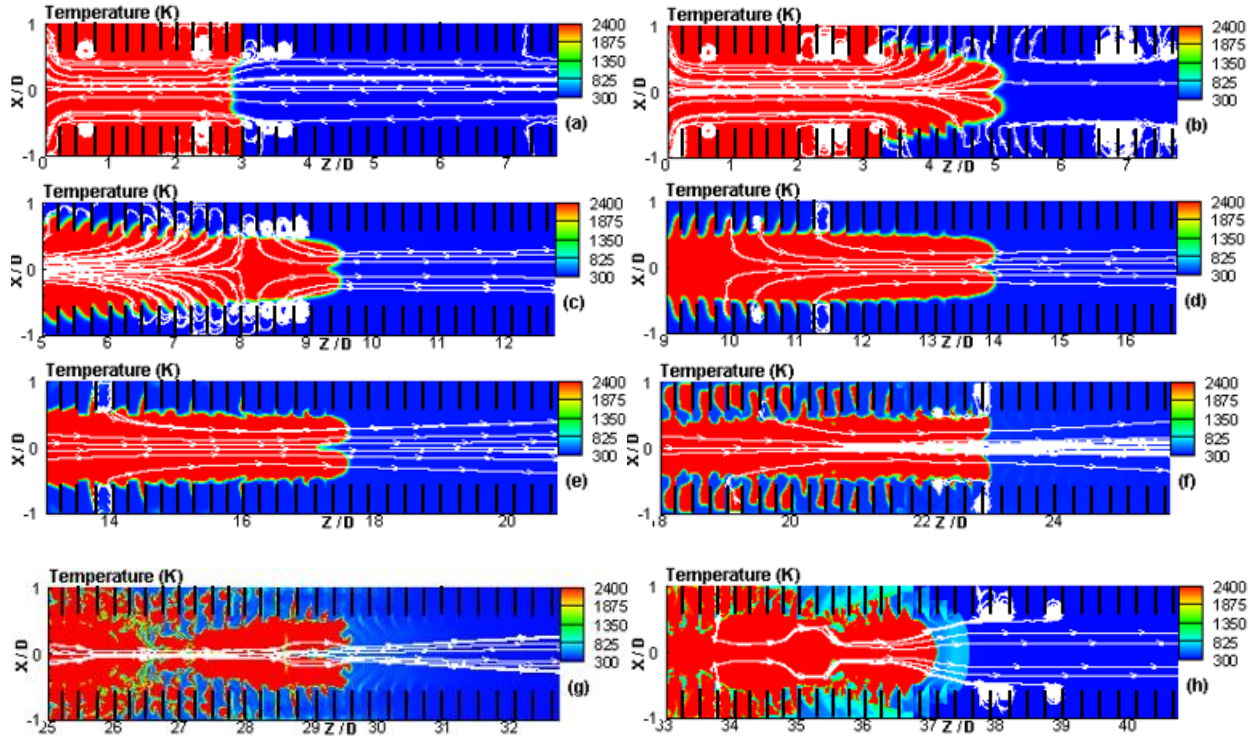 Temperature (K)
2400
1875
1350
825
300
X / D
1
0
-1
0 1 2 3 4 5 6 7
Z / D
(a)
Temperature (K)
2400
1875
1350
825
300
X / D
1
0
-1
0 1 2 3 4 5 6 7
Z / D
(b)
Temperature (K)
2400
1875
1350
825
300
X / D
1
0
-1
5 6 7 8 9 10 11 12
Z / D
(c)
Temperature (K)
2400
1875
1350
825
300
X / D
1
0
-1
9 10 11 12 13 14 15 16
Z / D
(d)
Temperature (K)
2400
1875
1350
825
300
X / D
1
0
-1
14 16 18 20
Z / D
(e)
Temperature (K)
2400
1875
1350
825
300
X / D
1
0
-1
18 20 22 24
Z / D
(f)
Temperature (K)
2400
1875
1350
825
300
X / D
1
0
-1
25 26 27 28 29 30 31 32
Z / D
(g)
Temperature (K)
2400
1875
1350
825
300
X / D
1
0
-1
33 34 35 36 37 38 39 40
Z / D
(h)